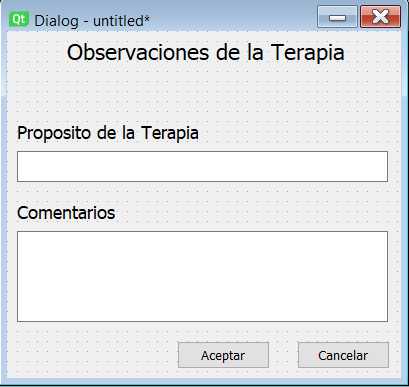 Qt Dialog - untitled*
Observaciones de la Terapia
Proposito de la Terapia
Comentarios
Aceptar Cancelar